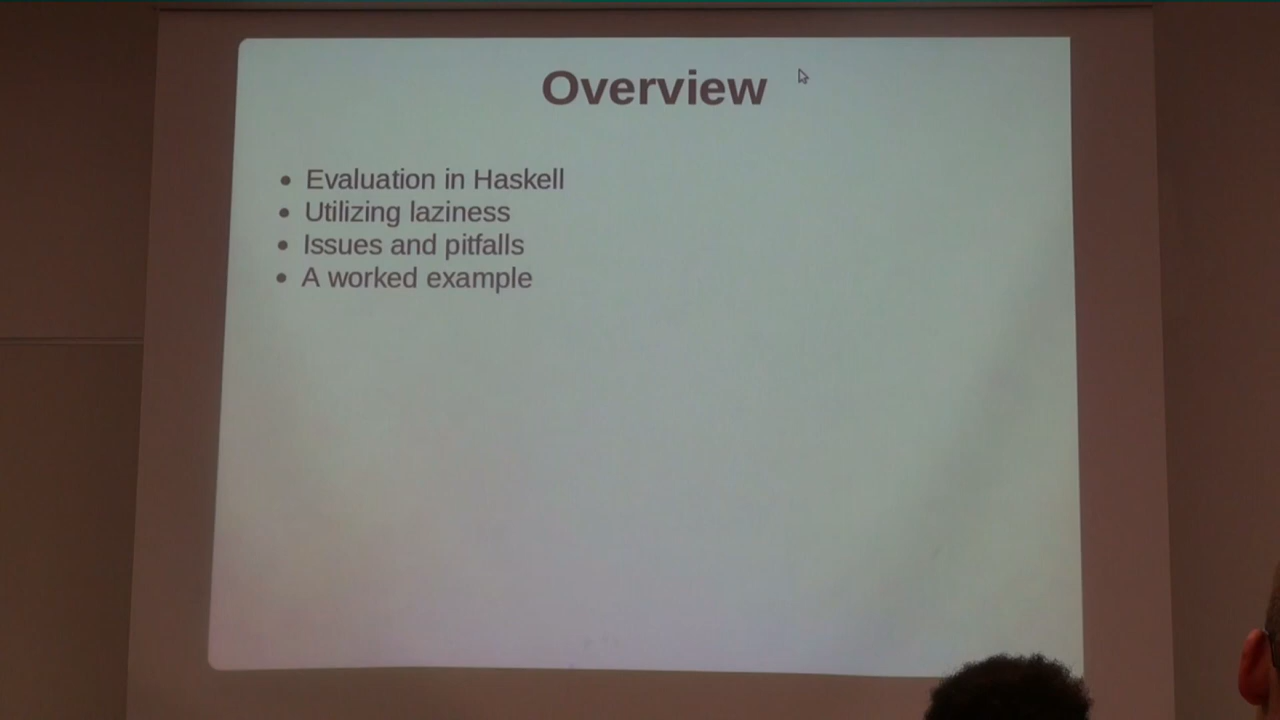 Overview
• Evaluation in Haskell
• Utilizing laziness
• Issues and pitfalls
• A worked example